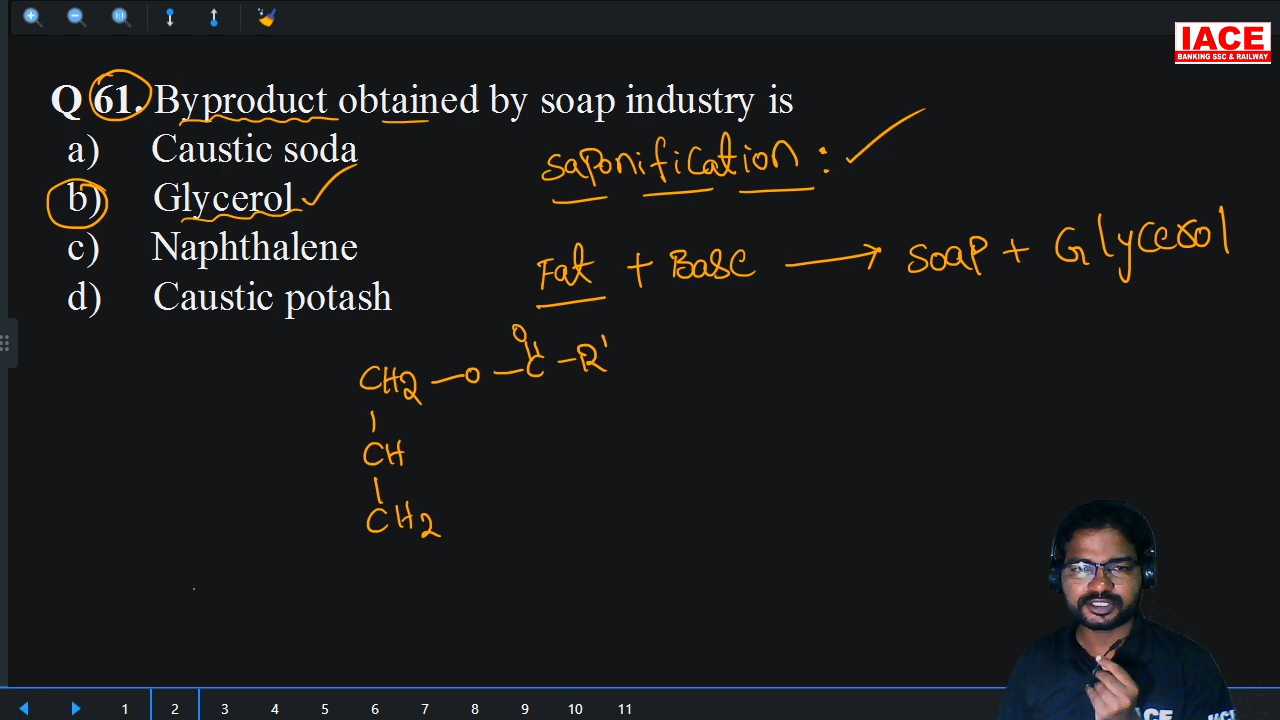 IACE
BANKING SSC & RAILWAY
Q 61. Byproduct obtained by soap industry is
a) Caustic soda
b) Glycerol
c) Naphthalene
d) Caustic potash
Saponification :
Fat + Base → Soap + Glycerol
O
CH2 – O – C – R'
CH
CH2
1 2 3 4 5 6 7 8 9 10 11